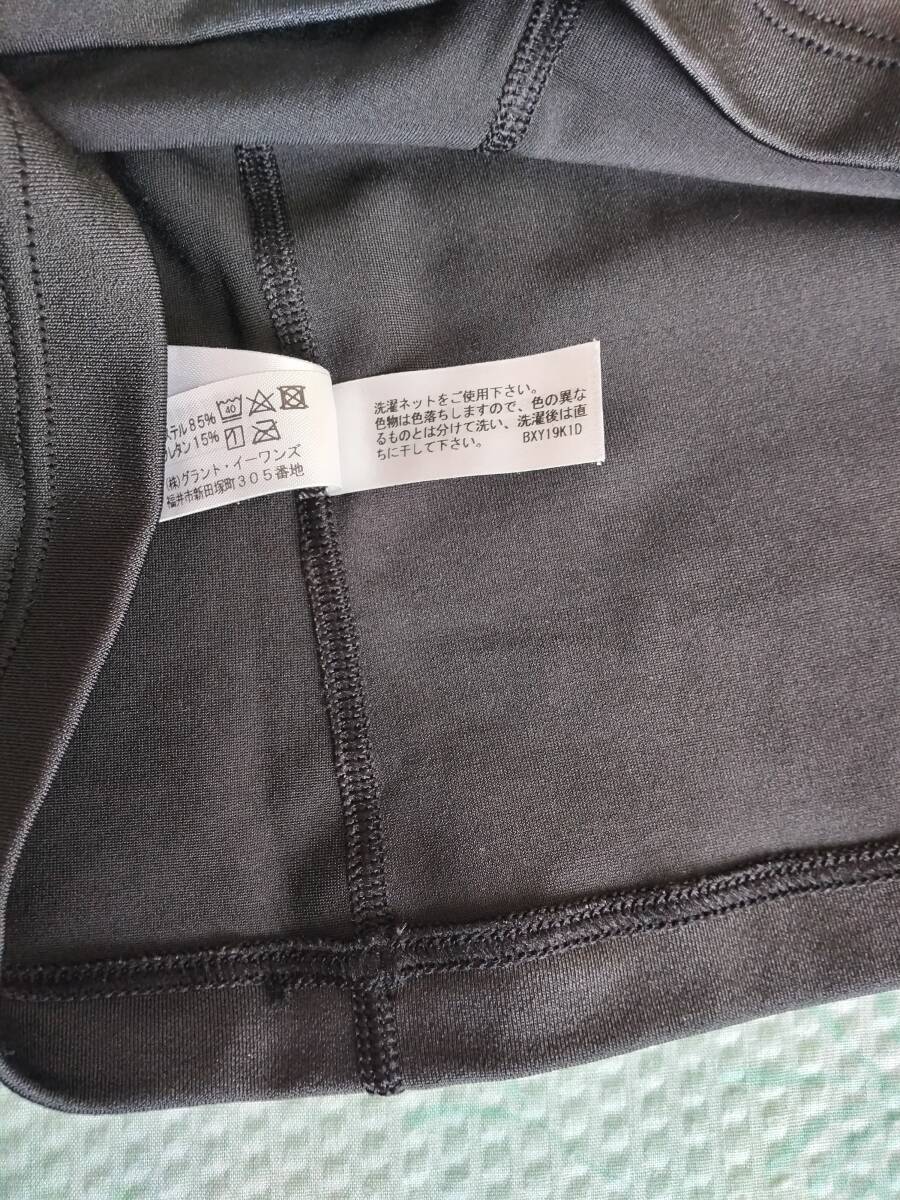 ステル85% 40
レタン15%
(株)グラント・イーワンズ
福井市新田塚町305番地
洗濯ネットをご使用下さい。
色物は色落ちしますので、色の異な
るものとは分けて洗い、洗濯後は直
ちに干して下さい。 BXY19K1D